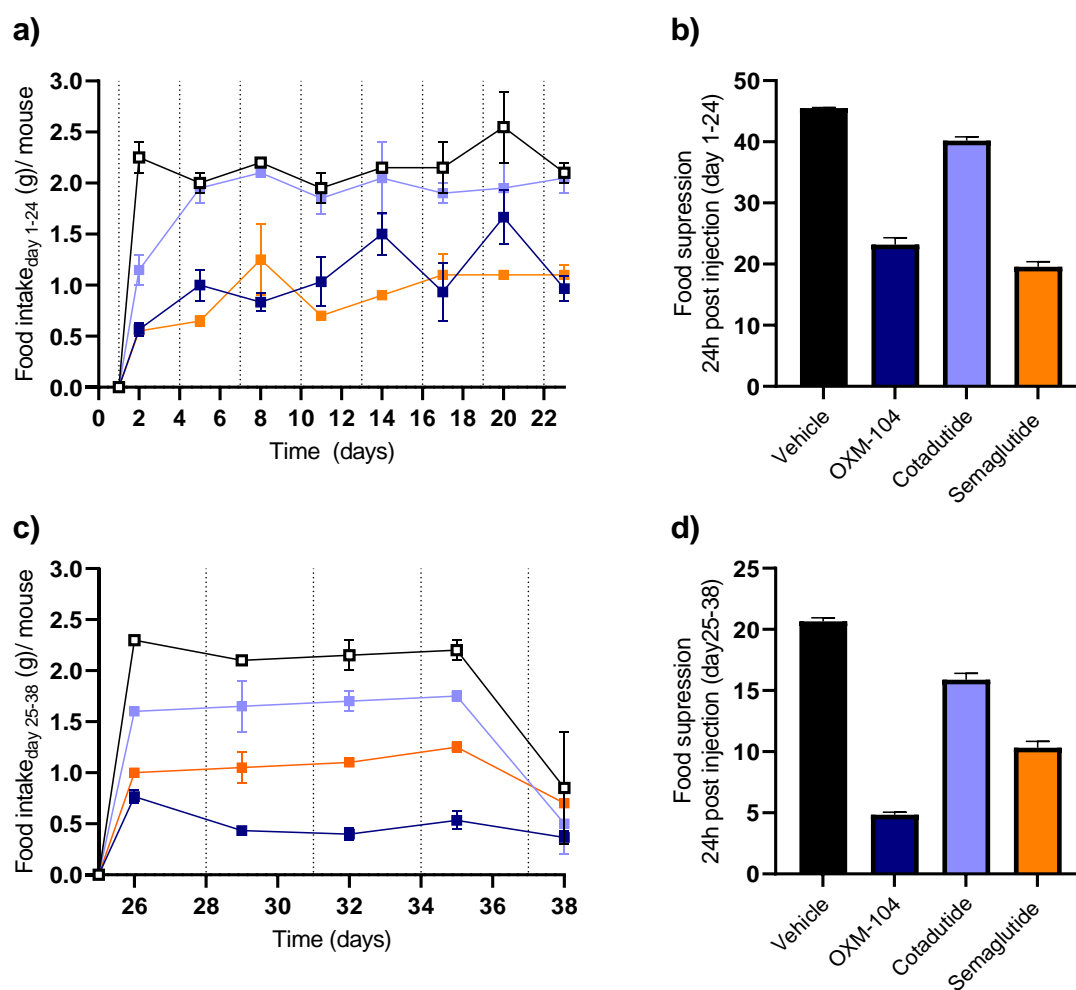 a)
Food intake day 1-24 (g)/ mouse
3.0
2.5
2.0
1.5
1.0
0.5
0.0
0 2 4 6 8 10 12 14 16 18 20 22
Time (days)
b)
Food supression
24h post injection (day 1-24)
50
40
30
20
10
0
Vehicle
OXM-104
Cotadutide
Semaglutide
c)
Food intake day 25-38 (g)/ mouse
3.0
2.5
2.0
1.5
1.0
0.5
0.0
26 28 30 32 34 36 38
Time (days)
d)
Food supression
24h post injection (day25-38)
25
20
15
10
5
0
Vehicle
OXM-104
Cotadutide
Semaglutide